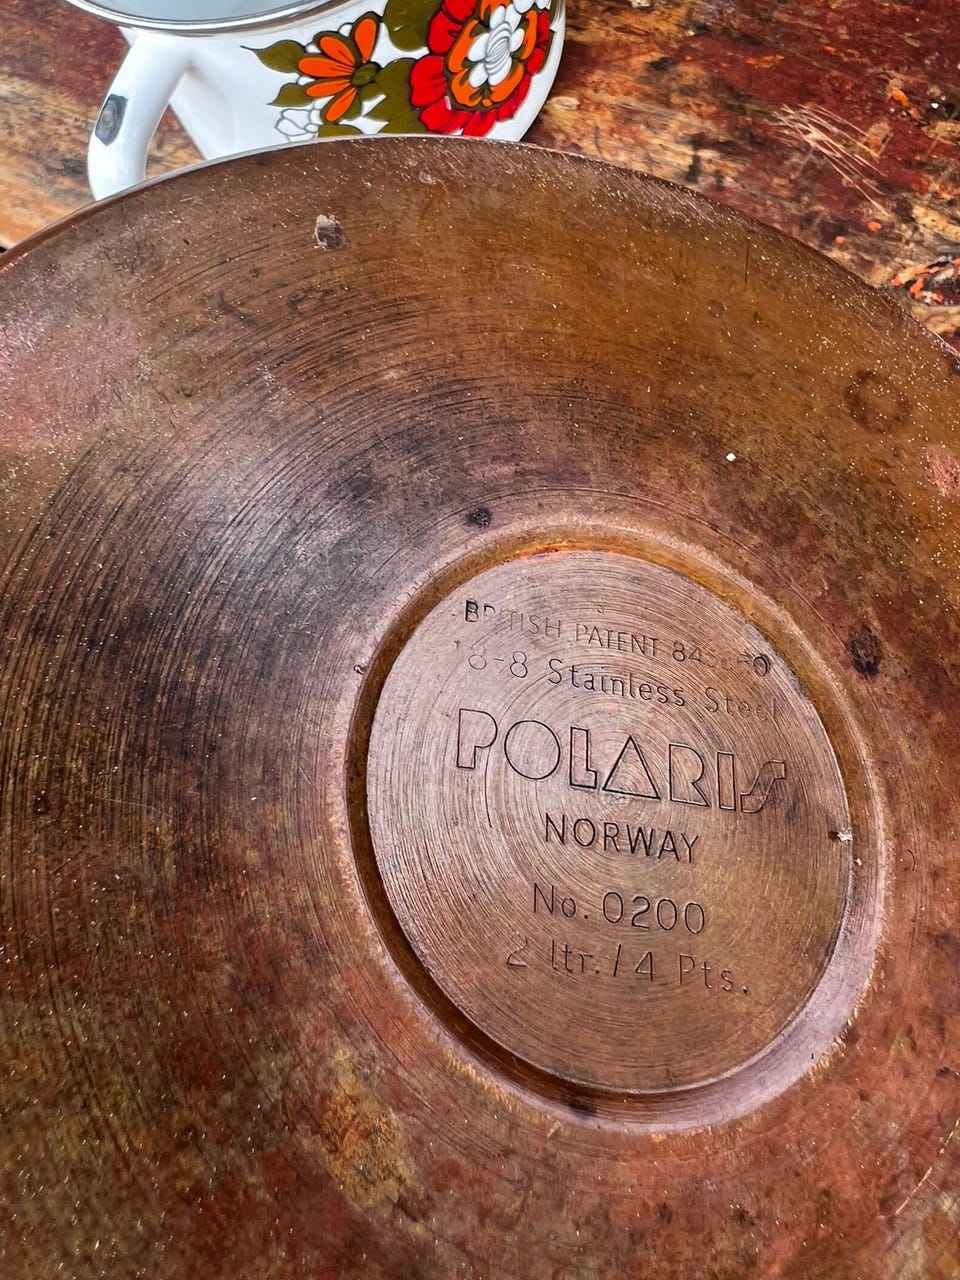 BRITISH PATENT
18-8 Stainless Steel
POLARIS
NORWAY
No. 0200
2 ltr. / 4 Pts.